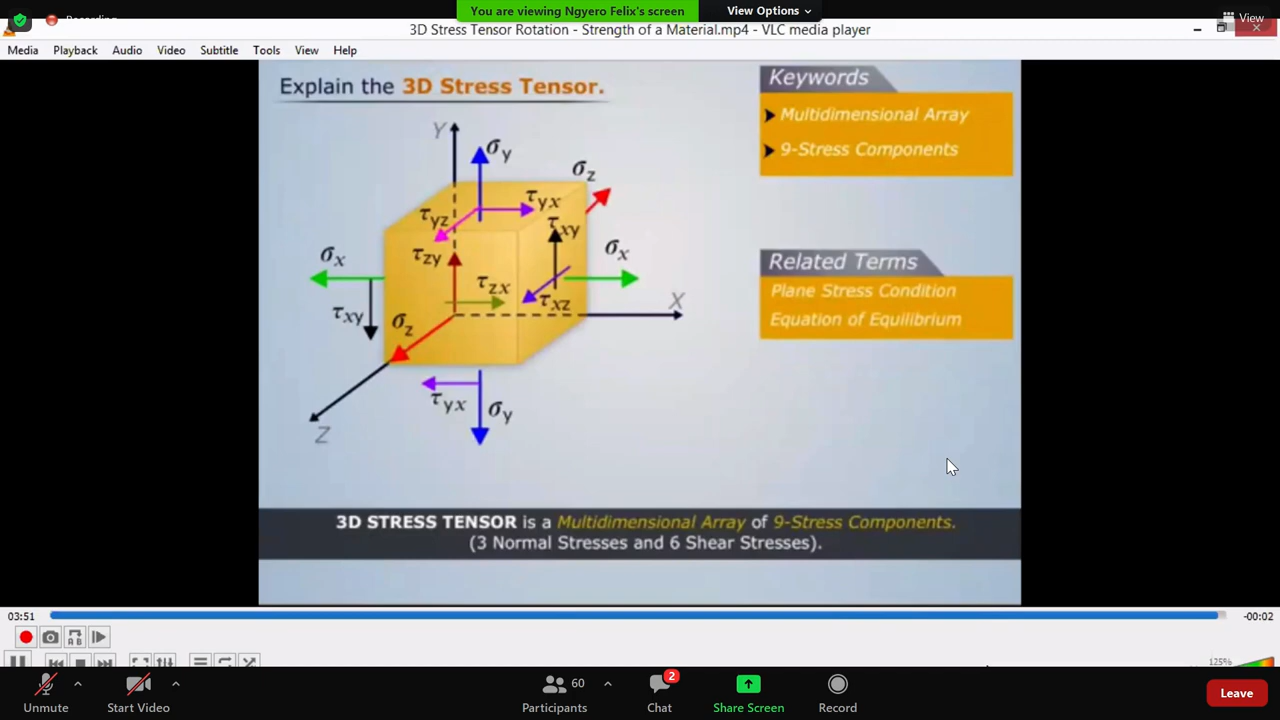 Recording
You are viewing Ngyero Felix's screen
View Options
View
3D Stress Tensor Rotation - Strength of a Material.mp4 - VLC media player
Media Playback Audio Video Subtitle Tools View Help
Explain the 3D Stress Tensor.
Keywords
Multidimensional Array
9-Stress Components
Y
σy
σz
τyx
τyz
τxy
σx
τzy
σx
τzx
τxz
X
τxy
σz
τyx
σy
Z
Related Terms
Plane Stress Condition
Equation of Equilibrium
3D STRESS TENSOR is a Multidimensional Array of 9-Stress Components.
(3 Normal Stresses and 6 Shear Stresses).
03:51
-00:02
125%
60
2
Unmute
Start Video
Participants
Chat
Share Screen
Record
Leave